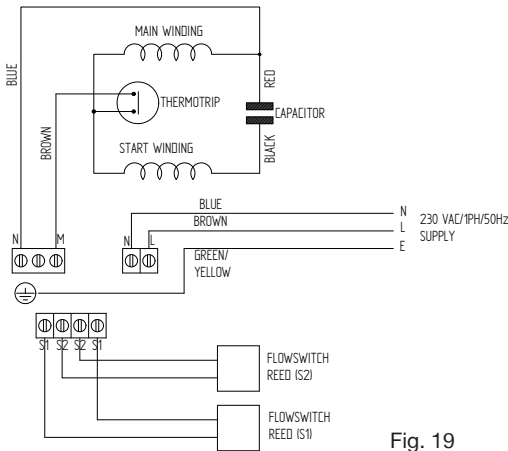 MAIN WINDING
BLUE
RED
THERMOTRIP
CAPACITOR
BROWN
BLACK
START WINDING
BLUE
N
BROWN
L
230 VAC/1PH/50Hz
SUPPLY
N
M
N
L
GREEN/
YELLOW
E
S1
S2
S2
S1
FLOWSWITCH
REED (S2)
FLOWSWITCH
REED (S1)
Fig. 19